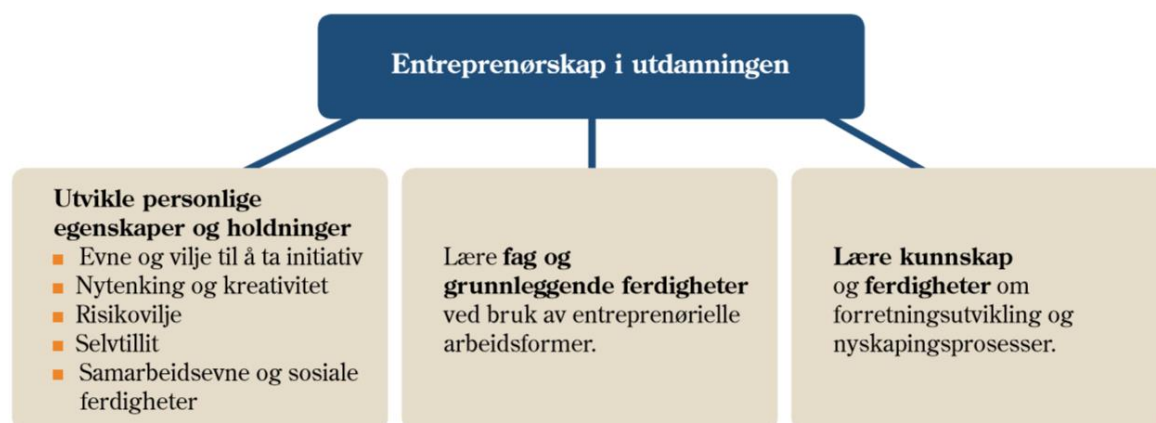 Entreprenørskap i utdanningen
Utvikle personlige
egenskaper og holdninger
Evne og vilje til å ta initiativ
Nytenking og kreativitet
Risikovilje
Selvtillit
Samarbeidsevne og sosiale
ferdigheter
Lære fag og
grunnleggende ferdigheter
ved bruk av entreprenørielle
arbeidsformer.
Lære kunnskap
og ferdigheter om
forretningsutvikling og
nyskapingsprosesser.